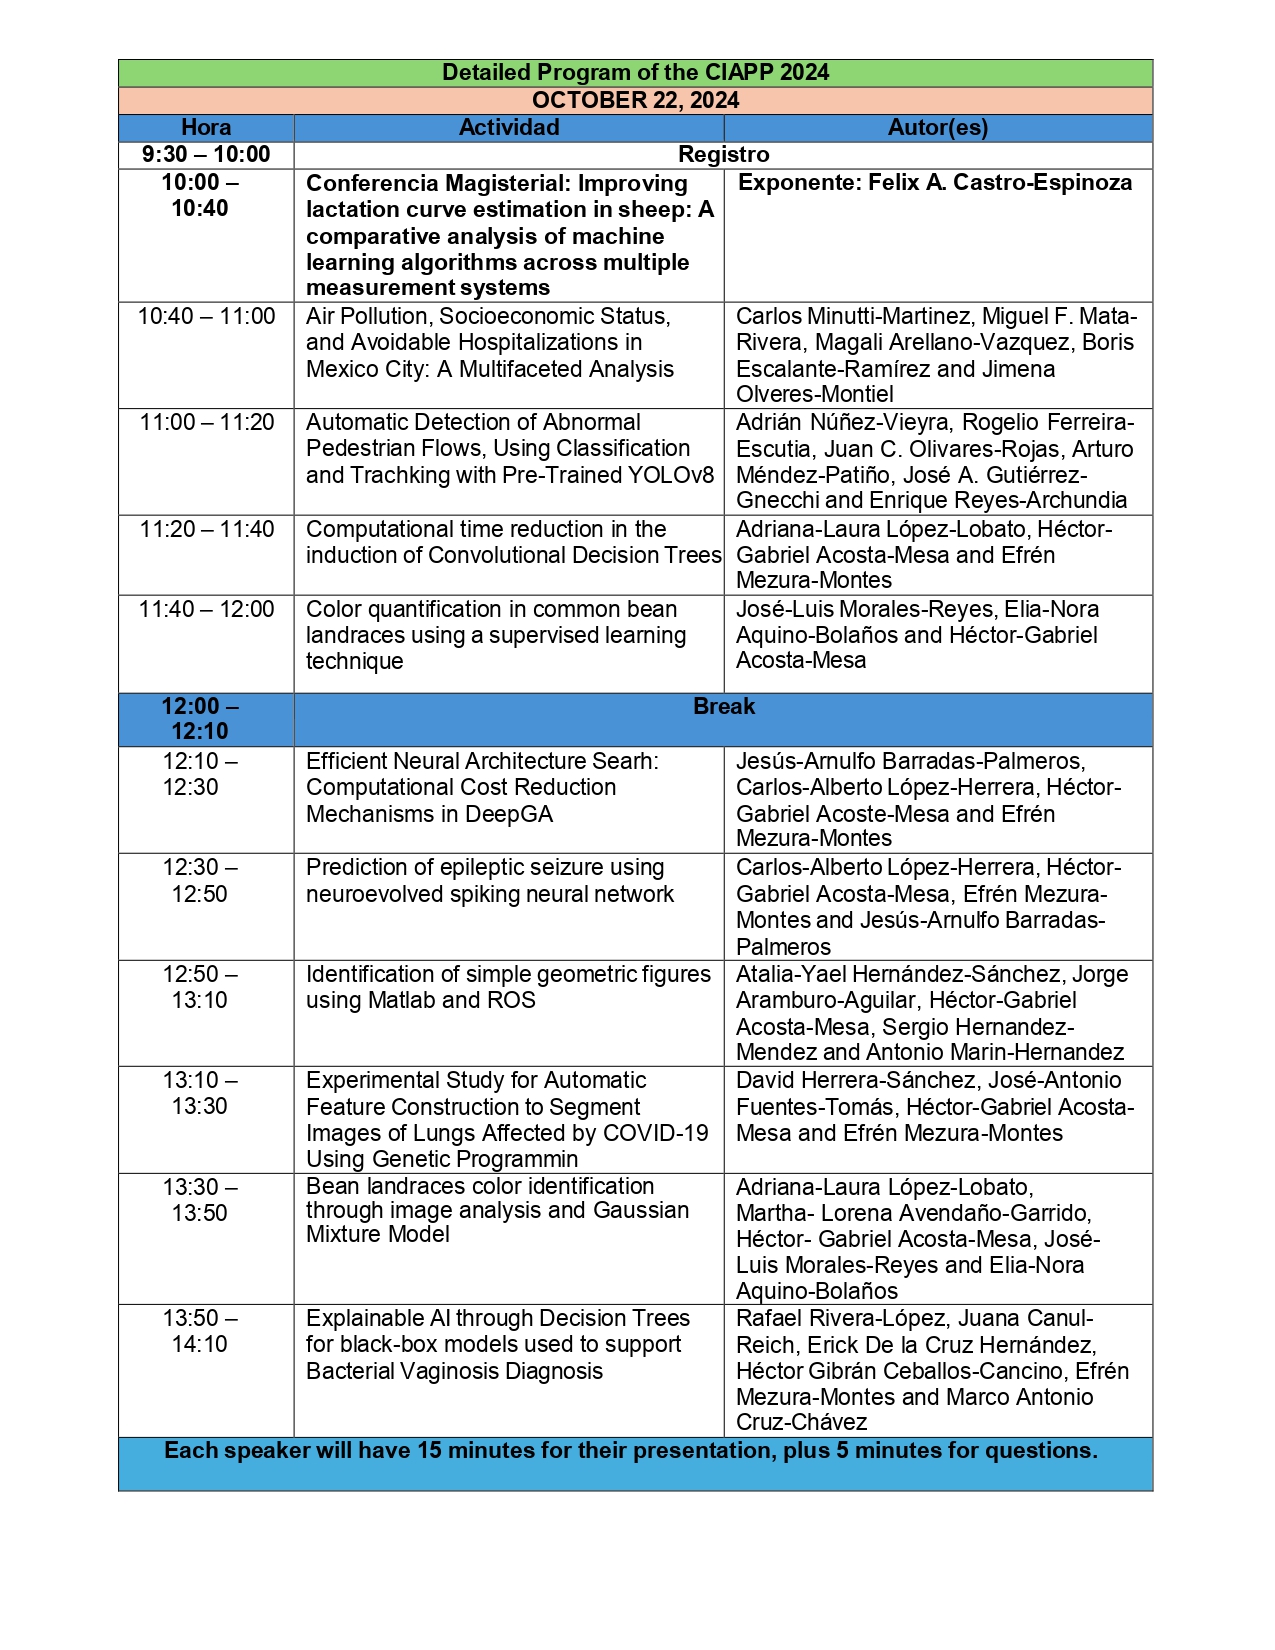 Detailed Program of the CIAPP 2024
OCTOBER 22, 2024
Hora Actividad Autor(es)
9:30 – 10:00 Registro
10:00 –
10:40
Conferencia Magisterial: Improving
lactation curve estimation in sheep: A
comparative analysis of machine
learning algorithms across multiple
measurement systems
Exponente: Felix A. Castro-Espinoza
10:40 – 11:00
Air Pollution, Socioeconomic Status,
and Avoidable Hospitalizations in
Mexico City: A Multifaceted Analysis
Carlos Minutti-Martinez, Miguel F. Mata-
Rivera, Magali Arellano-Vazquez, Boris
Escalante-Ramírez and Jimena
Olveres-Montiel
11:00 – 11:20
Automatic Detection of Abnormal
Pedestrian Flows, Using Classification
and Trachking with Pre-Trained YOLOv8
Adrián Núñez-Vieyra, Rogelio Ferreira-
Escutia, Juan C. Olivares-Rojas, Arturo
Méndez-Patiño, José A. Gutiérrez-
Gnecchi and Enrique Reyes-Archundia
11:20 – 11:40
Computational time reduction in the
induction of Convolutional Decision Trees
Adriana-Laura López-Lobato, Héctor-
Gabriel Acosta-Mesa and Efrén
Mezura-Montes
11:40 – 12:00
Color quantification in common bean
landraces using a supervised learning
technique
José-Luis Morales-Reyes, Elia-Nora
Aquino-Bolaños and Héctor-Gabriel
Acosta-Mesa
12:00 –
12:10
Break
12:10 –
12:30
Efficient Neural Architecture Searh:
Computational Cost Reduction
Mechanisms in DeepGA
Jesús-Arnulfo Barradas-Palmeros,
Carlos-Alberto López-Herrera, Héctor-
Gabriel Acoste-Mesa and Efrén
Mezura-Montes
12:30 –
12:50
Prediction of epileptic seizure using
neuroevolved spiking neural network
Carlos-Alberto López-Herrera, Héctor-
Gabriel Acosta-Mesa, Efrén Mezura-
Montes and Jesús-Arnulfo Barradas-
Palmeros
12:50 –
13:10
Identification of simple geometric figures
using Matlab and ROS
Atalia-Yael Hernández-Sánchez, Jorge
Aramburo-Aguilar, Héctor-Gabriel
Acosta-Mesa, Sergio Hernandez-
Mendez and Antonio Marin-Hernandez
13:10 –
13:30
Experimental Study for Automatic
Feature Construction to Segment
Images of Lungs Affected by COVID-19
Using Genetic Programmin
David Herrera-Sánchez, José-Antonio
Fuentes-Tomás, Héctor-Gabriel Acosta-
Mesa and Efrén Mezura-Montes
13:30 –
13:50
Bean landraces color identification
through image analysis and Gaussian
Mixture Model
Adriana-Laura López-Lobato,
Martha- Lorena Avendaño-Garrido,
Héctor- Gabriel Acosta-Mesa, José-
Luis Morales-Reyes and Elia-Nora
Aquino-Bolaños
13:50 –
14:10
Explainable AI through Decision Trees
for black-box models used to support
Bacterial Vaginosis Diagnosis
Rafael Rivera-López, Juana Canul-
Reich, Erick De la Cruz Hernández,
Héctor Gibrán Ceballos-Cancino, Efrén
Mezura-Montes and Marco Antonio
Cruz-Chávez
Each speaker will have 15 minutes for their presentation, plus 5 minutes for questions.